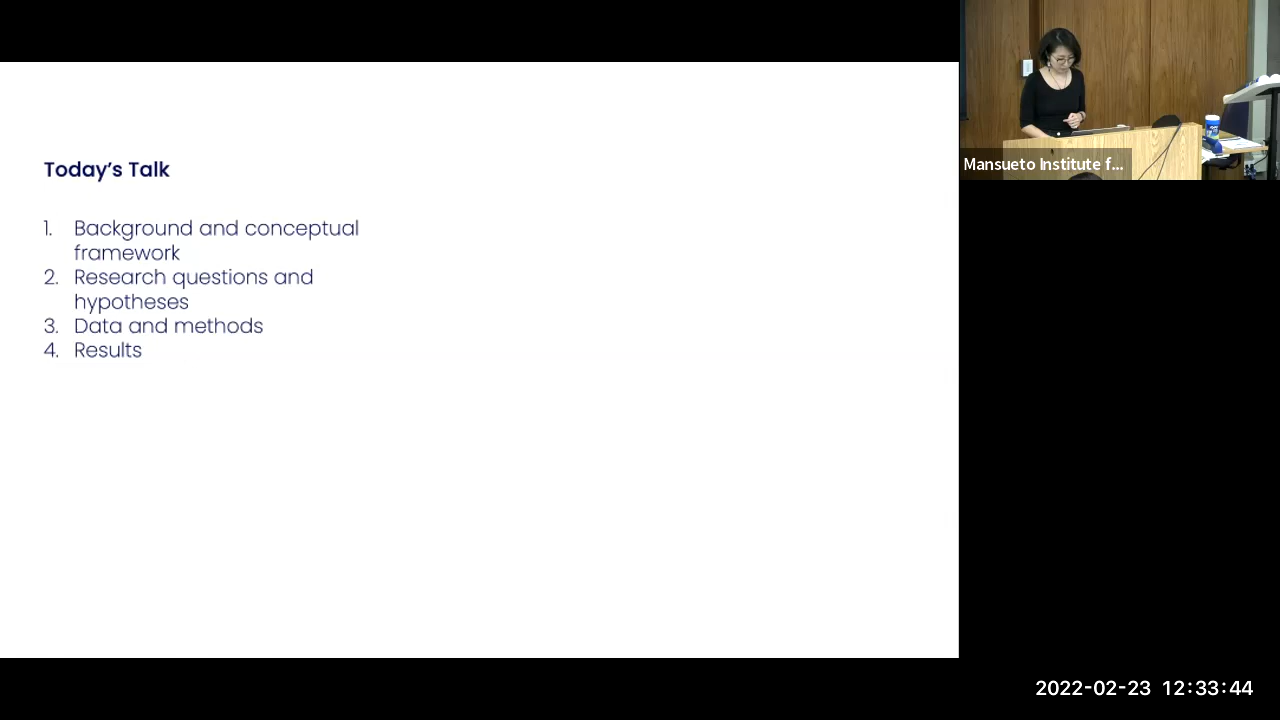 Today's Talk
1. Background and conceptual
framework
2. Research questions and
hypotheses
3. Data and methods
4. Results
Mansueto Institute f...
2022-02-23 12:33:44